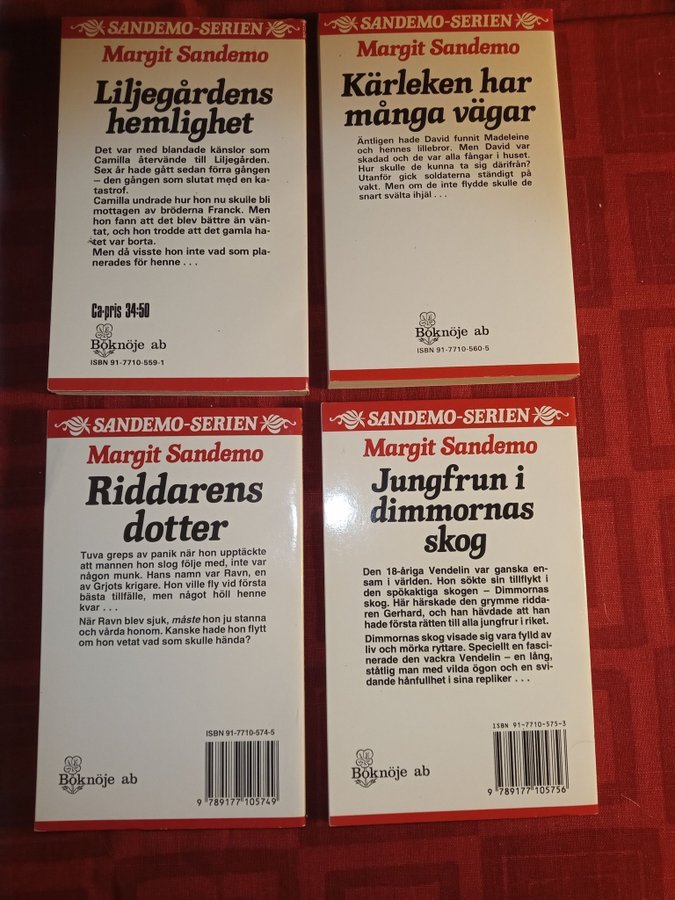 SANDEMO-SERIEN
Margit Sandemo
Liljegårdens
hemlighet
Det var med blandade känslor som
Camilla återvände till Liljegården.
Sex år hade gått sedan förra gången
– den gången som slutat med en ka-
tastrof.
Camilla undrade hur hon nu skulle bli
mottagen av bröderna Franck. Men
hon fann att det blev bättre än vän-
tat, och hon trodde att det gamla ha-
tet var borta.
Men då visste hon inte vad som pla-
nerades för henne . . .
Ca-pris 34:50
Boknöje ab
ISBN 91-7710-559-1
SANDEMO-SERIEN
Margit Sandemo
Kärleken har
många vägar
Äntligen hade David funnit Madeleine
och hennes lillebror. Men David var
skadad och de var alla fångar i huset.
Hur skulle de kunna ta sig därifrån?
Utanför gick soldaterna ständigt på
vakt. Men om de inte flydde skulle de
snart svälta ihjäl . . .
Boknöje ab
ISBN 91-7710-560-5
SANDEMO-SERIEN
Margit Sandemo
Riddarens
dotter
Tuva greps av panik när hon upptäckte
att mannen hon slog följe med, inte var
någon munk. Hans namn var Ravn, en
av Grjots krigare. Hon ville fly vid första
bästa tillfälle, men något höll henne
kvar . . .
När Ravn blev sjuk, måste hon ju stanna
och vårda honom. Kanske hade hon flytt
om hon vetat vad som skulle hända?
ISBN 91-7710-574-5
Boknöje ab
9 789177 105749
SANDEMO-SERIEN
Margit Sandemo
Jungfrun i
dimmornas
skog
Den 18-åriga Vendelin var ganska en-
sam i världen. Hon sökte sin tillflykt i
den spökaktiga skogen – Dimmornas
skog. Här härskade den grymme ridda-
ren Gerhard, och han hävdade att han
hade första rätten till alla jungfrur i riket.
Dimmornas skog visade sig vara fylld av
liv och mörka ryttare. Speciellt en fasci-
nerade den vackra Vendelin – en lång,
ståtlig man med vilda ögon och en svi-
dande hånfullhet i sina repliker . . .
ISBN 91-7710-575-3
Boknöje ab
9 789177 105756